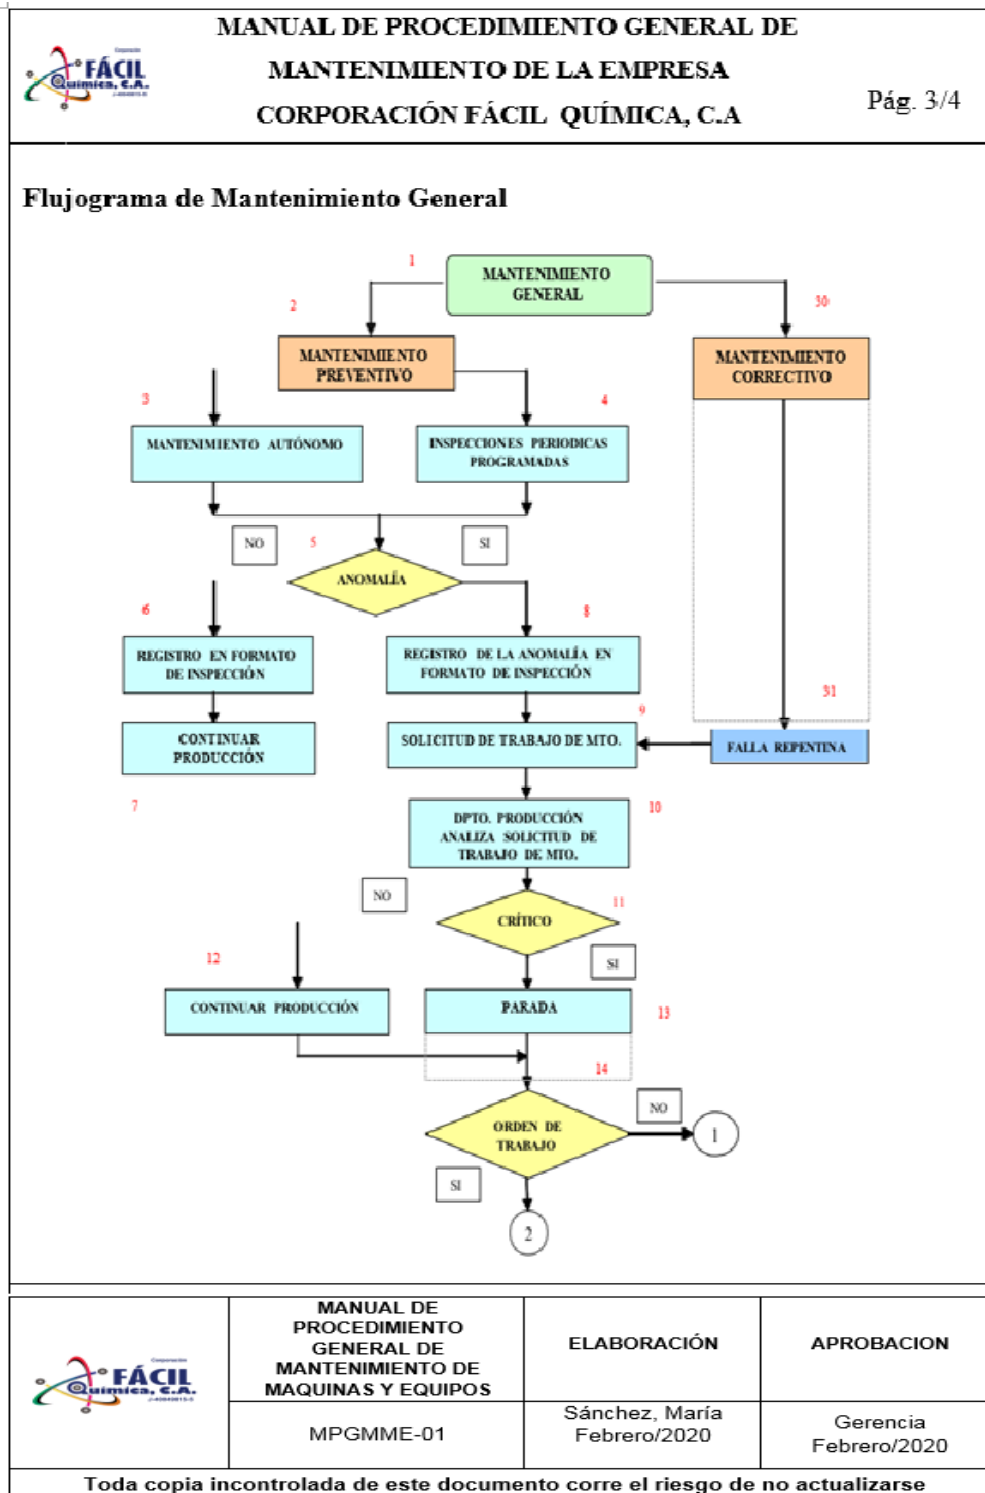 MANUAL DE PROCEDIMIENTO GENERAL DE
MANTENIMIENTO DE LA EMPRESA
CORPORACIÓN FÁCIL QUÍMICA, C.A
Pág. 3/4
Corporación
FÁCIL
Química, C.A.
Flujograma de Mantenimiento General
1
MANTENIMIENTO
GENERAL
2
30
MANTENIMIENTO
PREVENTIVO
MANTENIMIENTO
CORRECTIVO
3
4
MANTENIMIENTO AUTÓNOMO
INSPECCIONES PERIODICAS
PROGRAMADAS
NO
5
SI
ANOMALÍA
6
8
REGISTRO EN FORMATO
DE INSPECCIÓN
REGISTRO DE LA ANOMALÍA EN
FORMATO DE INSPECCIÓN
31
9
CONTINUAR
PRODUCCIÓN
SOLICITUD DE TRABAJO DE MTO.
FALLA REPENTINA
7
10
DPTO. PRODUCCIÓN
ANALIZA SOLICITUD DE
TRABAJO DE MTO.
NO
11
CRÍTICO
SI
12
CONTINUAR PRODUCCIÓN
PARADA
13
14
NO
ORDEN DE
TRABAJO
1
SI
2
Corporación
FÁCIL
Química, C.A.
MANUAL DE
PROCEDIMIENTO
GENERAL DE
MANTENIMIENTO DE
MAQUINAS Y EQUIPOS
ELABORACIÓN
APROBACION
MPGMME-01
Sánchez, María
Febrero/2020
Gerencia
Febrero/2020
Toda copia incontrolada de este documento corre el riesgo de no actualizarse